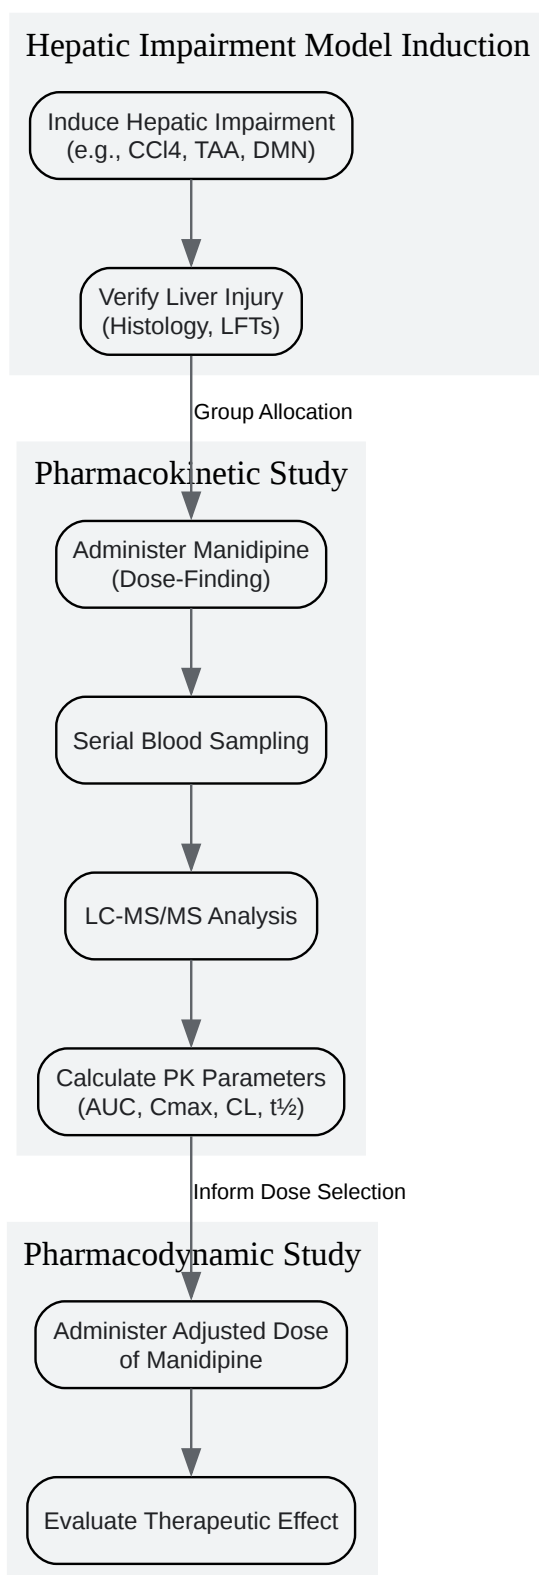 Hepatic Impairment Model Induction
Induce Hepatic Impairment
(e.g., CCl4, TAA, DMN)
Verify Liver Injury
(Histology, LFTs)
Group Allocation
Pharmacokinetic Study
Administer Manidipine
(Dose-Finding)
Serial Blood Sampling
LC-MS/MS Analysis
Calculate PK Parameters
(AUC, Cmax, CL, t½)
Inform Dose Selection
Pharmacodynamic Study
Administer Adjusted Dose
of Manidipine
Evaluate Therapeutic Effect